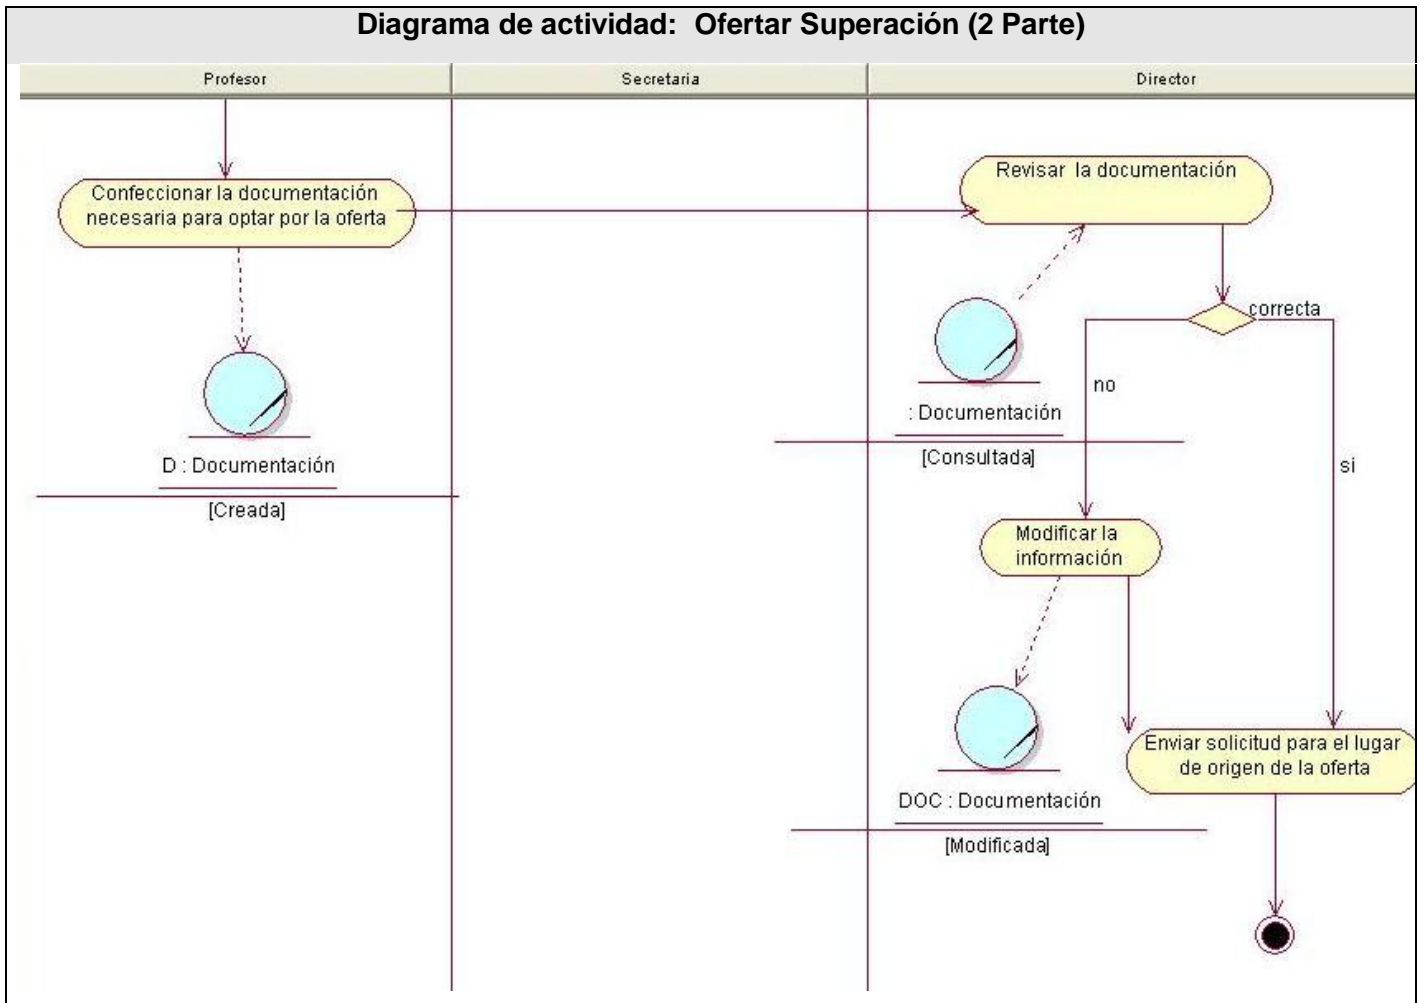 Diagrama de actividad:  Ofertar Superación (2 Parte)
Profesor
Secretaria
Director
Confeccionar la documentación
necesaria para optar por la oferta
D : Documentación
[Creada]
Revisar  la documentación
correcta
no
si
: Documentación
[Consultada]
Modificar la
información
DOC : Documentación
[Modificada]
Enviar solicitud para el lugar
de origen de la oferta